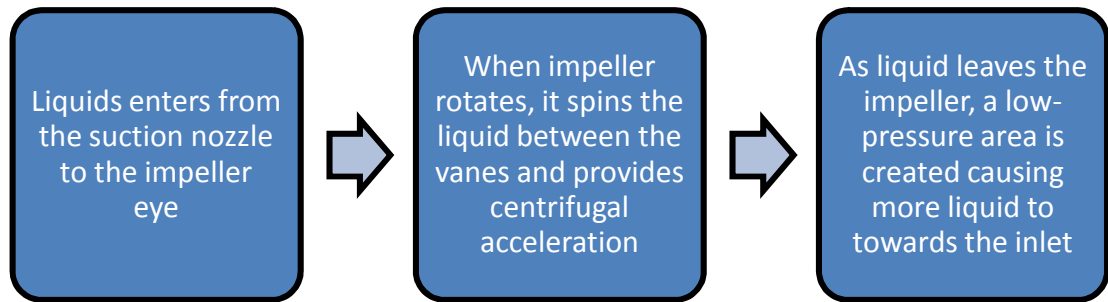 Liquids enters from
the suction nozzle
to the impeller
eye
When impeller
rotates, it spins the
liquid between the
vanes and provides
centrifugal
acceleration
As liquid leaves the
impeller, a low-
pressure area is
created causing
more liquid to
towards the inlet